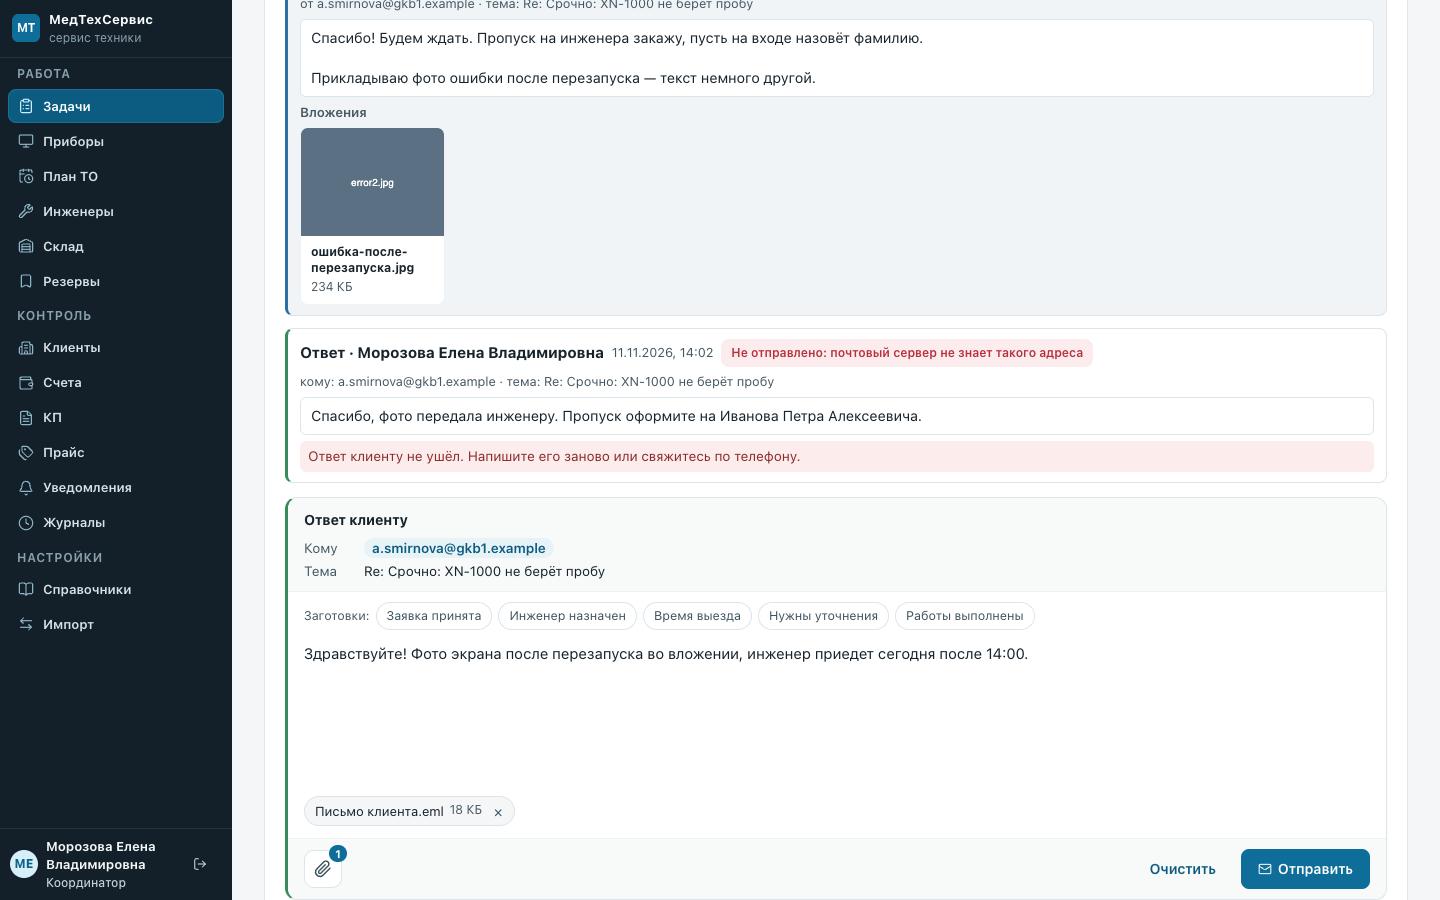 МТ
МедТехСервис
сервис техники
РАБОТА
Задачи
Приборы
План ТО
Инженеры
Склад
Резервы
КОНТРОЛЬ
Клиенты
Счета
КП
Прайс
Уведомления
Журналы
НАСТРОЙКИ
Справочники
Импорт
МЕ
Морозова Елена
Владимировна
Координатор
от a.smirnova@gkb1.example · тема: Re: Срочно: XN-1000 не берёт пробу
Спасибо! Будем ждать. Пропуск на инженера закажу, пусть на входе назовёт фамилию.
Прикладываю фото ошибки после перезапуска — текст немного другой.
Вложения
error2.jpg
ошибка-после-
перезапуска.jpg
234 КБ
Ответ · Морозова Елена Владимировна 11.11.2026, 14:02 Не отправлено: почтовый сервер не знает такого адреса
кому: a.smirnova@gkb1.example · тема: Re: Срочно: XN-1000 не берёт пробу
Спасибо, фото передала инженеру. Пропуск оформите на Иванова Петра Алексеевича.
Ответ клиенту не ушёл. Напишите его заново или свяжитесь по телефону.
Ответ клиенту
Кому a.smirnova@gkb1.example
Тема Re: Срочно: XN-1000 не берёт пробу
Заготовки: Заявка принята Инженер назначен Время выезда Нужны уточнения Работы выполнены
Здравствуйте! Фото экрана после перезапуска во вложении, инженер приедет сегодня после 14:00.
Письмо клиента.eml 18 КБ ×
1
Очистить Отправить